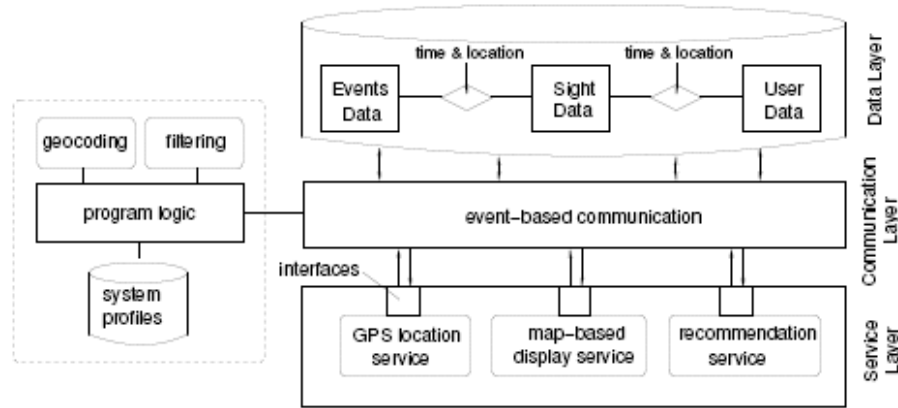 time & location
time & location
Events
Data
Sight
Data
User
Data
Data Layer
geocoding
filtering
program logic
event-based communication
Communication
Layer
system
profiles
interfaces
GPS location
service
map-based
display service
recommendation
service
Service
Layer